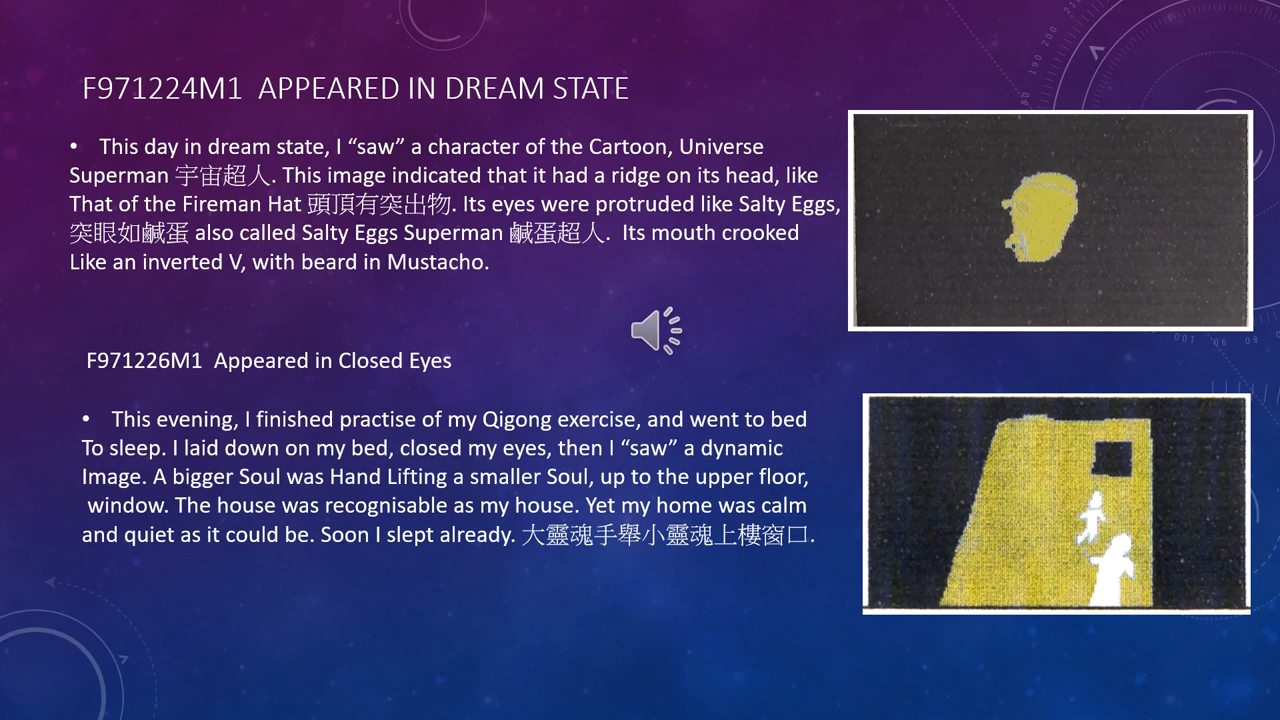 F971224M1 APPEARED IN DREAM STATE
• This day in dream state, I “saw” a character of the Cartoon, Universe
Superman 宇宙超人. This image indicated that it had a ridge on its head, like
That of the Fireman Hat 頭頂有突出物. Its eyes were protruded like Salty Eggs,
突眼如鹹蛋 also called Salty Eggs Superman 鹹蛋超人. Its mouth crooked
Like an inverted V, with beard in Mustacho.
F971226M1 Appeared in Closed Eyes
• This evening, I finished practise of my Qigong exercise, and went to bed
To sleep. I laid down on my bed, closed my eyes, then I “saw” a dynamic
Image. A bigger Soul was Hand Lifting a smaller Soul, up to the upper floor,
window. The house was recognisable as my house. Yet my home was calm
and quiet as it could be. Soon I slept already. 大靈魂手舉小靈魂上樓窗口.